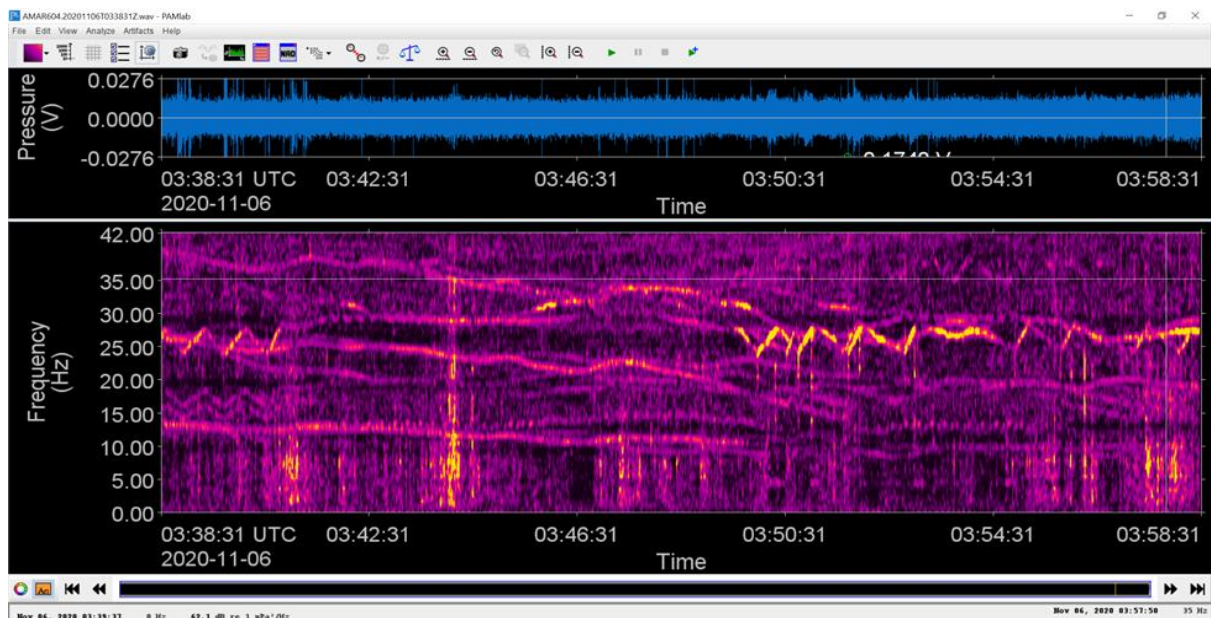 AMAR604.20201106T033831Z.wav - PAMlab
File Edit View Analyze Artifacts Help
NAD
Pressure
(V)
0.0276
0.0000
-0.0276
03:38:31 UTC 03:42:31 03:46:31 03:50:31 03:54:31 03:58:31
2020-11-06
Time
Frequency
(Hz)
42.00
35.00
30.00
25.00
20.00
15.00
10.00
5.00
0.00
03:38:31 UTC 03:42:31 03:46:31 03:50:31 03:54:31 03:58:31
2020-11-06
Time
Nov 06, 2020 03:57:50 35 Hz